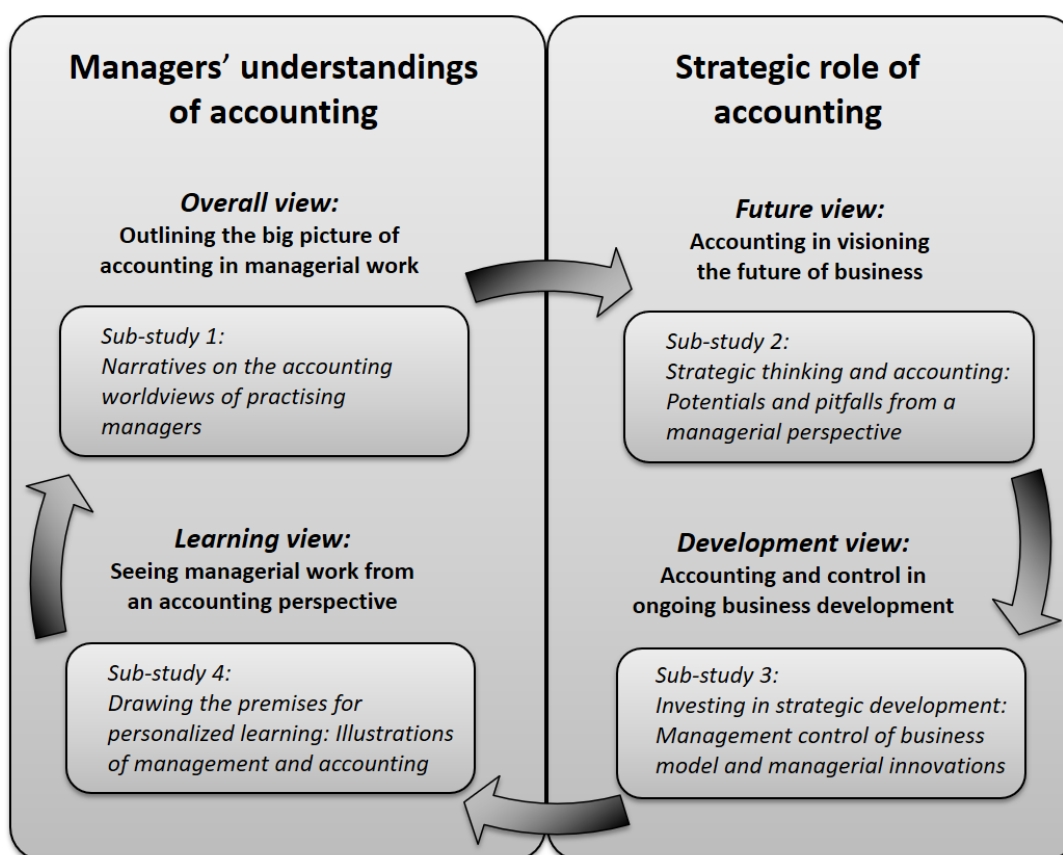 Managers’ understandings
of accounting
Overall view:
Outlining the big picture of
accounting in managerial work
Sub-study 1:
Narratives on the accounting
worldviews of practising
managers
Learning view:
Seeing managerial work from
an accounting perspective
Sub-study 4:
Drawing the premises for
personalized learning: Illustrations
of management and accounting
Strategic role of
accounting
Future view:
Accounting in visioning
the future of business
Sub-study 2:
Strategic thinking and accounting:
Potentials and pitfalls from a
managerial perspective
Development view:
Accounting and control in
ongoing business development
Sub-study 3:
Investing in strategic development:
Management control of business
model and managerial innovations